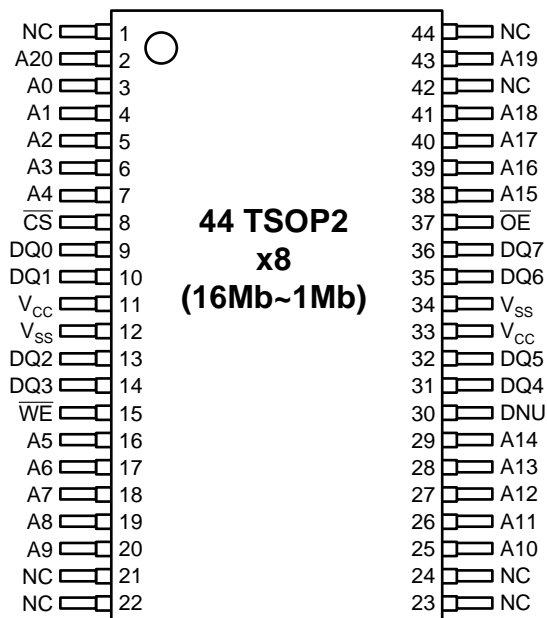 NC 1 44 NC
A20 2 43 A19
A0 3 42 NC
A1 4 41 A18
A2 5 40 A17
A3 6 39 A16
A4 7 38 A15
C̅S̅ 8 37 O̅E̅
DQ0 9 36 DQ7
DQ1 10 35 DQ6
VCC 11 34 VSS
VSS 12 33 VCC
DQ2 13 32 DQ5
DQ3 14 31 DQ4
W̅E̅ 15 30 DNU
A5 16 29 A14
A6 17 28 A13
A7 18 27 A12
A8 19 26 A11
A9 20 25 A10
NC 21 24 NC
NC 22 23 NC
44 TSOP2
x8
(16Mb~1Mb)